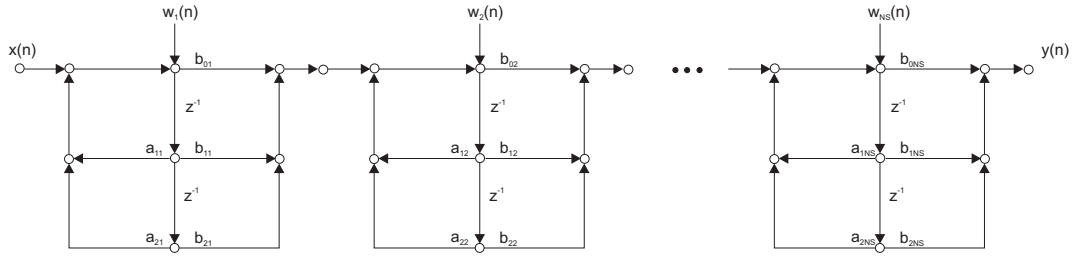 w₁(n) w₂(n) w_NS(n)
x(n) b₀₁ b₀₂ b₀NS y(n)
z⁻¹ z⁻¹ z⁻¹
a₁₁ b₁₁ a₁₂ b₁₂ a₁NS b₁NS
z⁻¹ z⁻¹ z⁻¹
a₂₁ b₂₁ a₂₂ b₂₂ a₂NS b₂NS